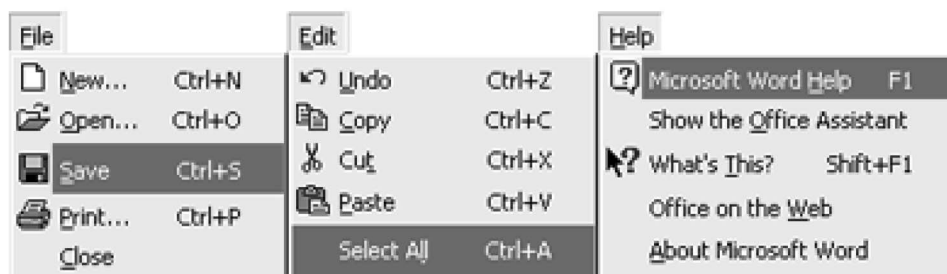 File
New... Ctrl+N
Open... Ctrl+O
Save Ctrl+S
Print... Ctrl+P
Close
Edit
Undo Ctrl+Z
Copy Ctrl+C
Cut Ctrl+X
Paste Ctrl+V
Select All Ctrl+A
Help
Microsoft Word Help F1
Show the Office Assistant
What's This? Shift+F1
Office on the Web
About Microsoft Word